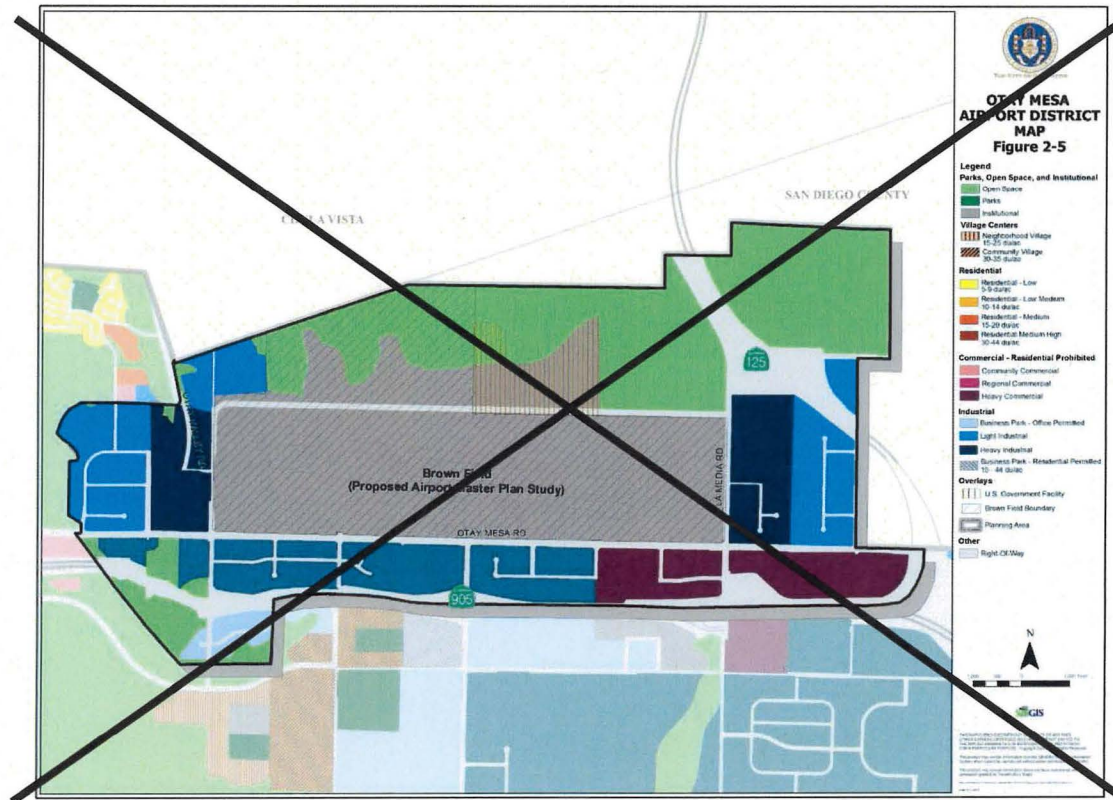 OTAY MESA
AIRPORT DISTRICT
MAP
Figure 2-5
Legend
Parks, Open Space, and Institutional
Open Space
Parks
Institutional
Village Centers
Neighborhood Village
15-25 du/ac
Community Village
30-35 du/ac
Residential
Residential - Low
5-9 du/ac
Residential - Low Medium
10-14 du/ac
Residential - Medium
15-29 du/ac
Residential Medium High
30-44 du/ac
Commercial - Residential Prohibited
Community Commercial
Regional Commercial
Heavy Commercial
Industrial
Business Park - Office Permitted
Light Industrial
Heavy Industrial
Business Park - Residential Permitted
15 - 44 du/ac
Overlays
U.S. Government Facility
Brown Field Boundary
Planning Area
Other
Right-Of-Way
N
GIS
SAN DIEGO COUNTY
CHULA VISTA
125
Brown Field
(Proposed Airport Master Plan Study)
LA MEDIA RD
OTAY MESA RD
905